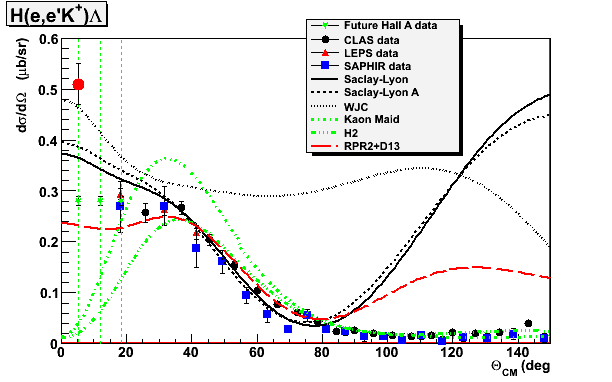 H(e,e'K⁺)Λ
dσ/dΩ (μb/sr)
0.6
0.5
0.4
0.3
0.2
0.1
0
Future Hall A data
CLAS data
LEPS data
SAPHIR data
Saclay-Lyon
Saclay-Lyon A
WJC
Kaon Maid
H2
RPR2+D13
0 20 40 60 80 100 120 140
Θ_CM (deg